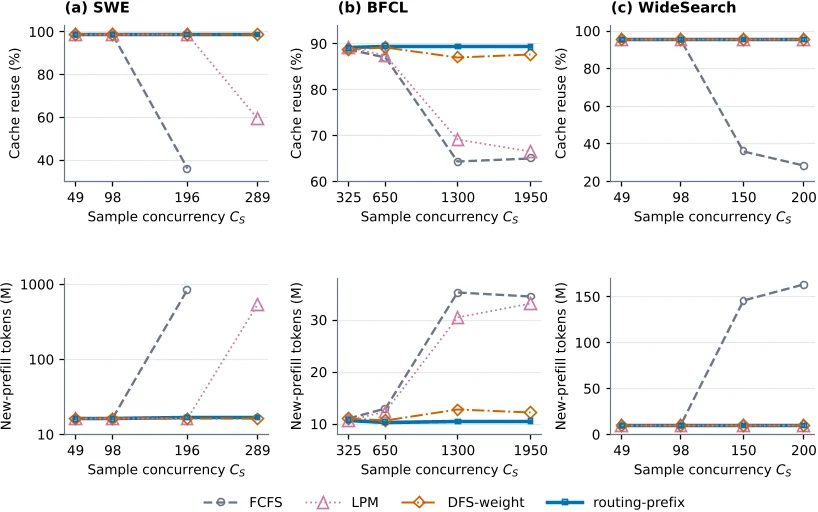 (a) SWE
Cache reuse (%)
100
80
60
40
49 98 196 289
Sample concurrency C_S
(b) BFCL
Cache reuse (%)
90
80
70
60
325 650 1300 1950
Sample concurrency C_S
(c) WideSearch
Cache reuse (%)
100
80
60
40
20
49 98 150 200
Sample concurrency C_S
New-prefill tokens (M)
1000
100
10
49 98 196 289
Sample concurrency C_S
New-prefill tokens (M)
30
20
10
325 650 1300 1950
Sample concurrency C_S
New-prefill tokens (M)
150
100
50
0
49 98 150 200
Sample concurrency C_S
FCFS LPM DFS-weight routing-prefix